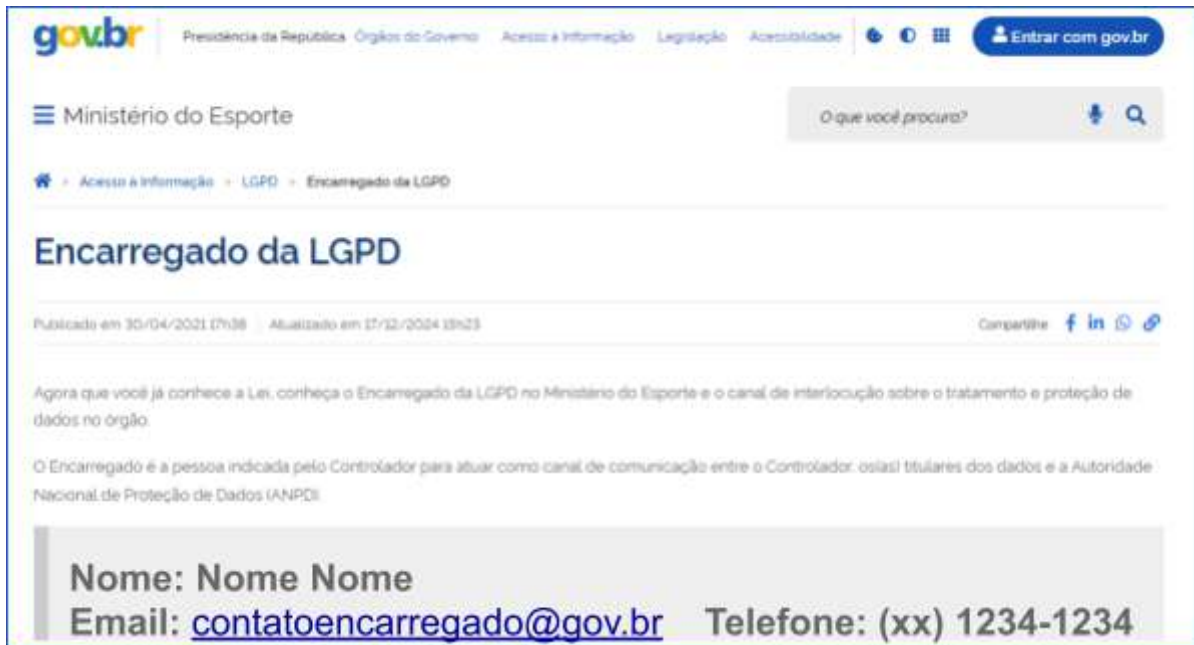 gov.br Presidência da República Órgãos do Governo Acesso à Informação Legislação Acessibilidade Entrar com gov.br
Ministério do Esporte O que você procura?
Acesso à Informação LGPD Encarregado da LGPD
Encarregado da LGPD
Publicado em 30/04/2021 17h38 Atualizado em 17/12/2024 15h23 Compartilhe
Agora que você já conhece a Lei, conheça o Encarregado da LGPD no Ministério do Esporte e o canal de interlocução sobre o tratamento e proteção de
dados no órgão.
O Encarregado é a pessoa indicada pelo Controlador para atuar como canal de comunicação entre o Controlador, os(as) titulares dos dados e a Autoridade
Nacional de Proteção de Dados (ANPD).
Nome: Nome Nome
Email: contatoencarregado@gov.br Telefone: (xx) 1234-1234